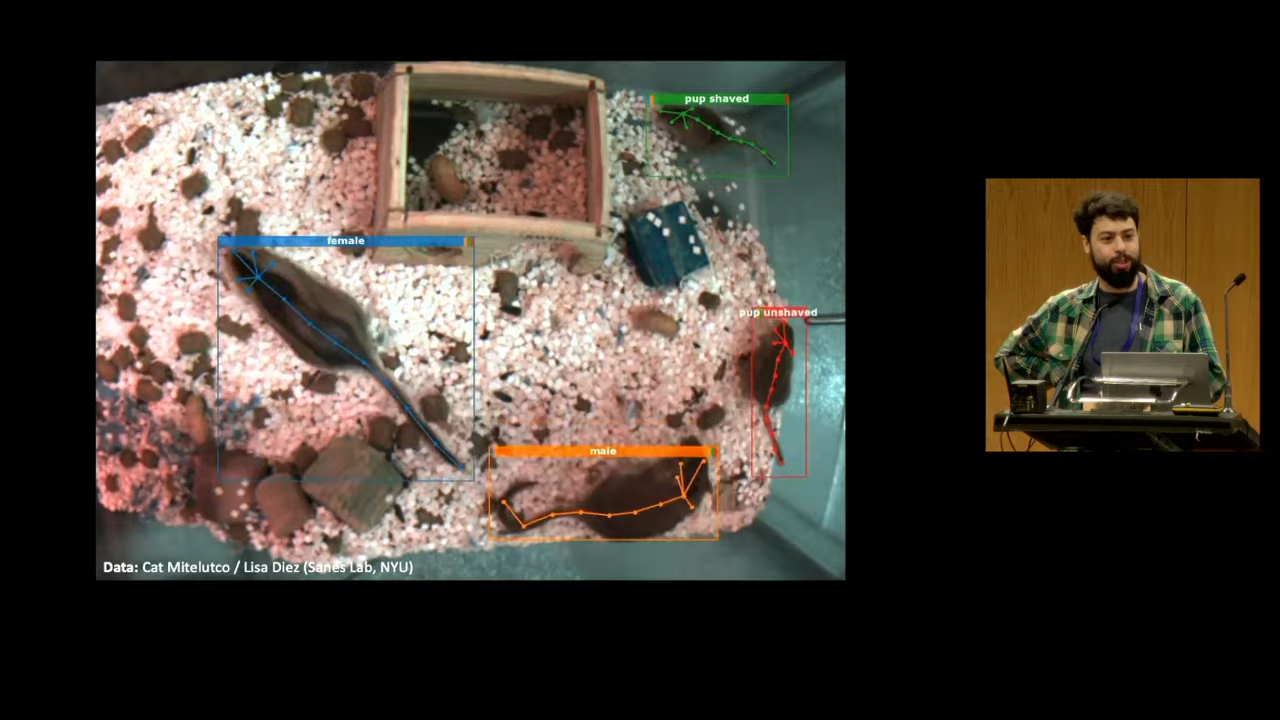 pup shaved
female
pup unshaved
male
Data: Cat Mitelutco / Lisa Diez (Sanes Lab, NYU)